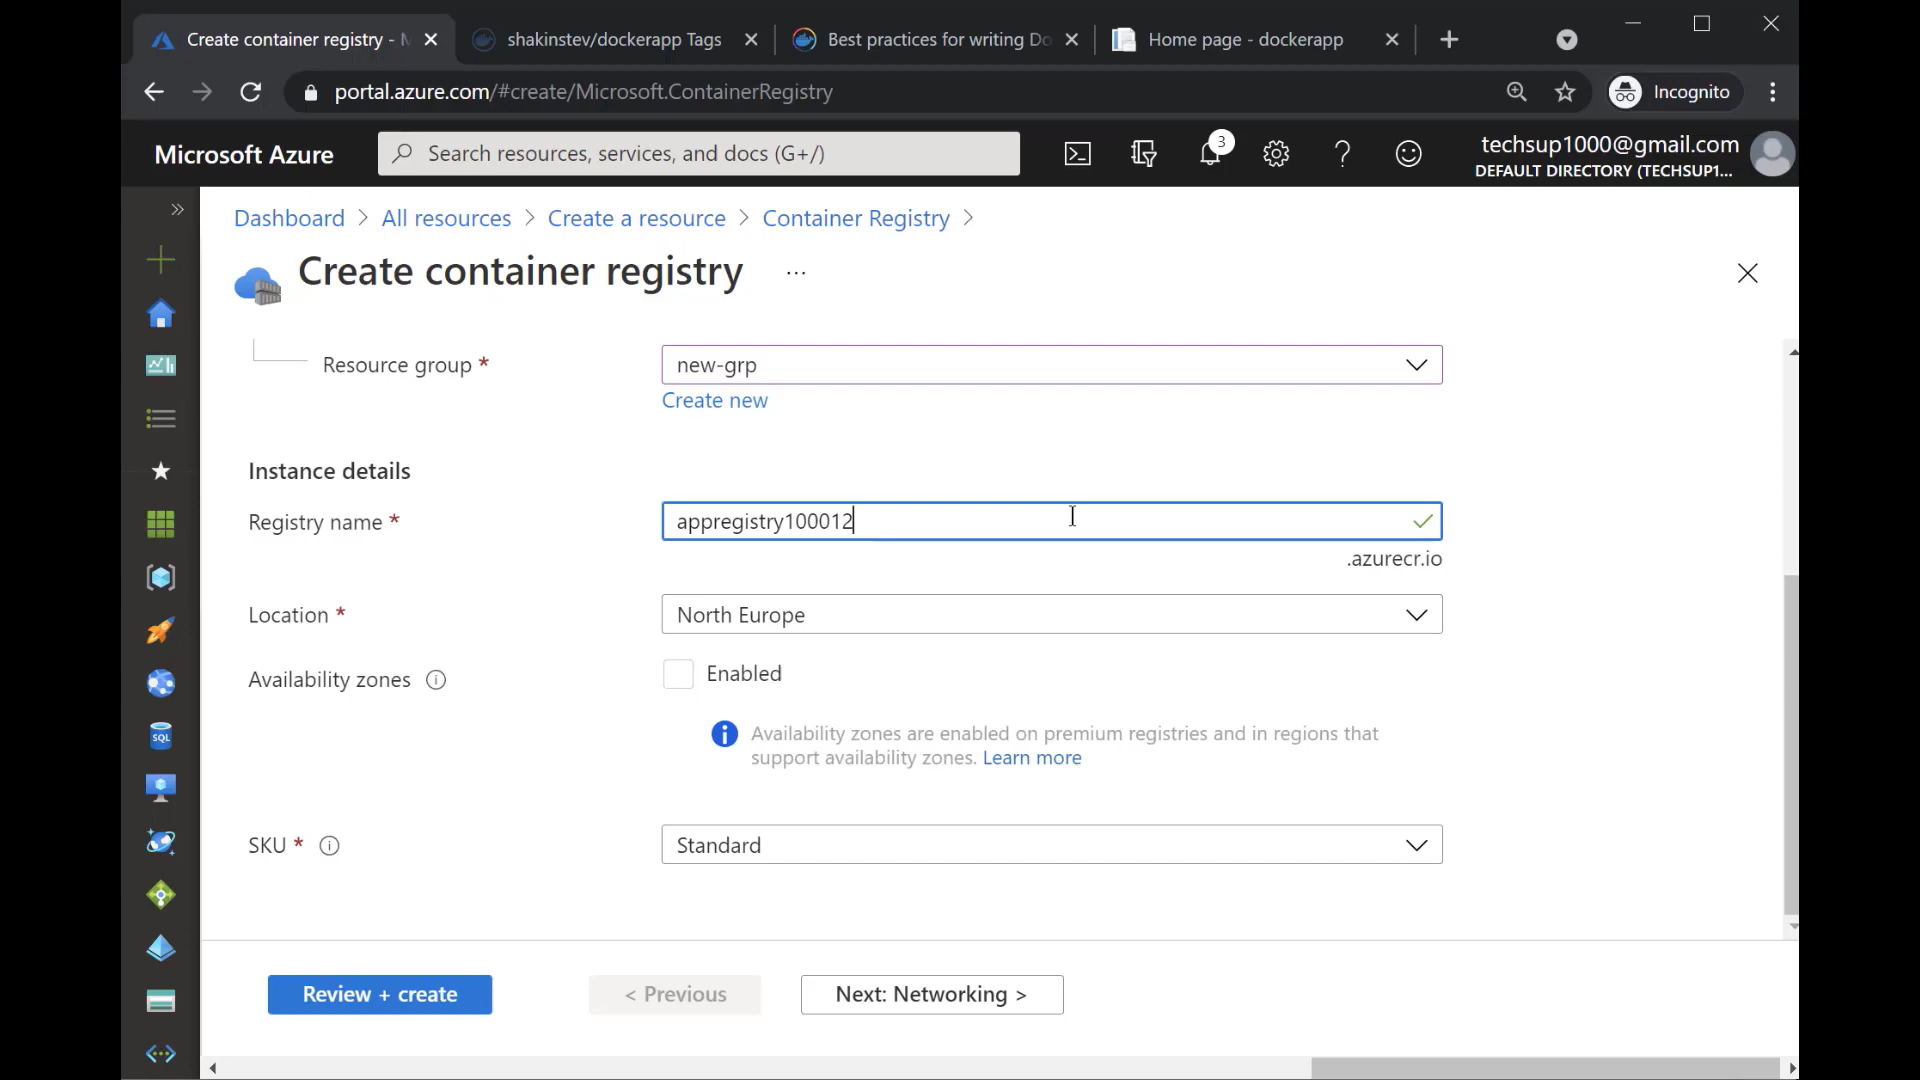 Create container registry - M
shakinstev/dockerapp Tags
Best practices for writing Do
Home page - dockerapp
portal.azure.com/#create/Microsoft.ContainerRegistry
Incognito
Microsoft Azure
Search resources, services, and docs (G+/)
3
techsup1000@gmail.com
DEFAULT DIRECTORY (TECHSUP1...
Dashboard > All resources > Create a resource > Container Registry >
Create container registry ...
Resource group *
new-grp
Create new
Instance details
Registry name *
appregistry100012
.azurecr.io
Location *
North Europe
Availability zones
Enabled
Availability zones are enabled on premium registries and in regions that
support availability zones. Learn more
SKU *
Standard
SQL
Review + create
< Previous
Next: Networking >